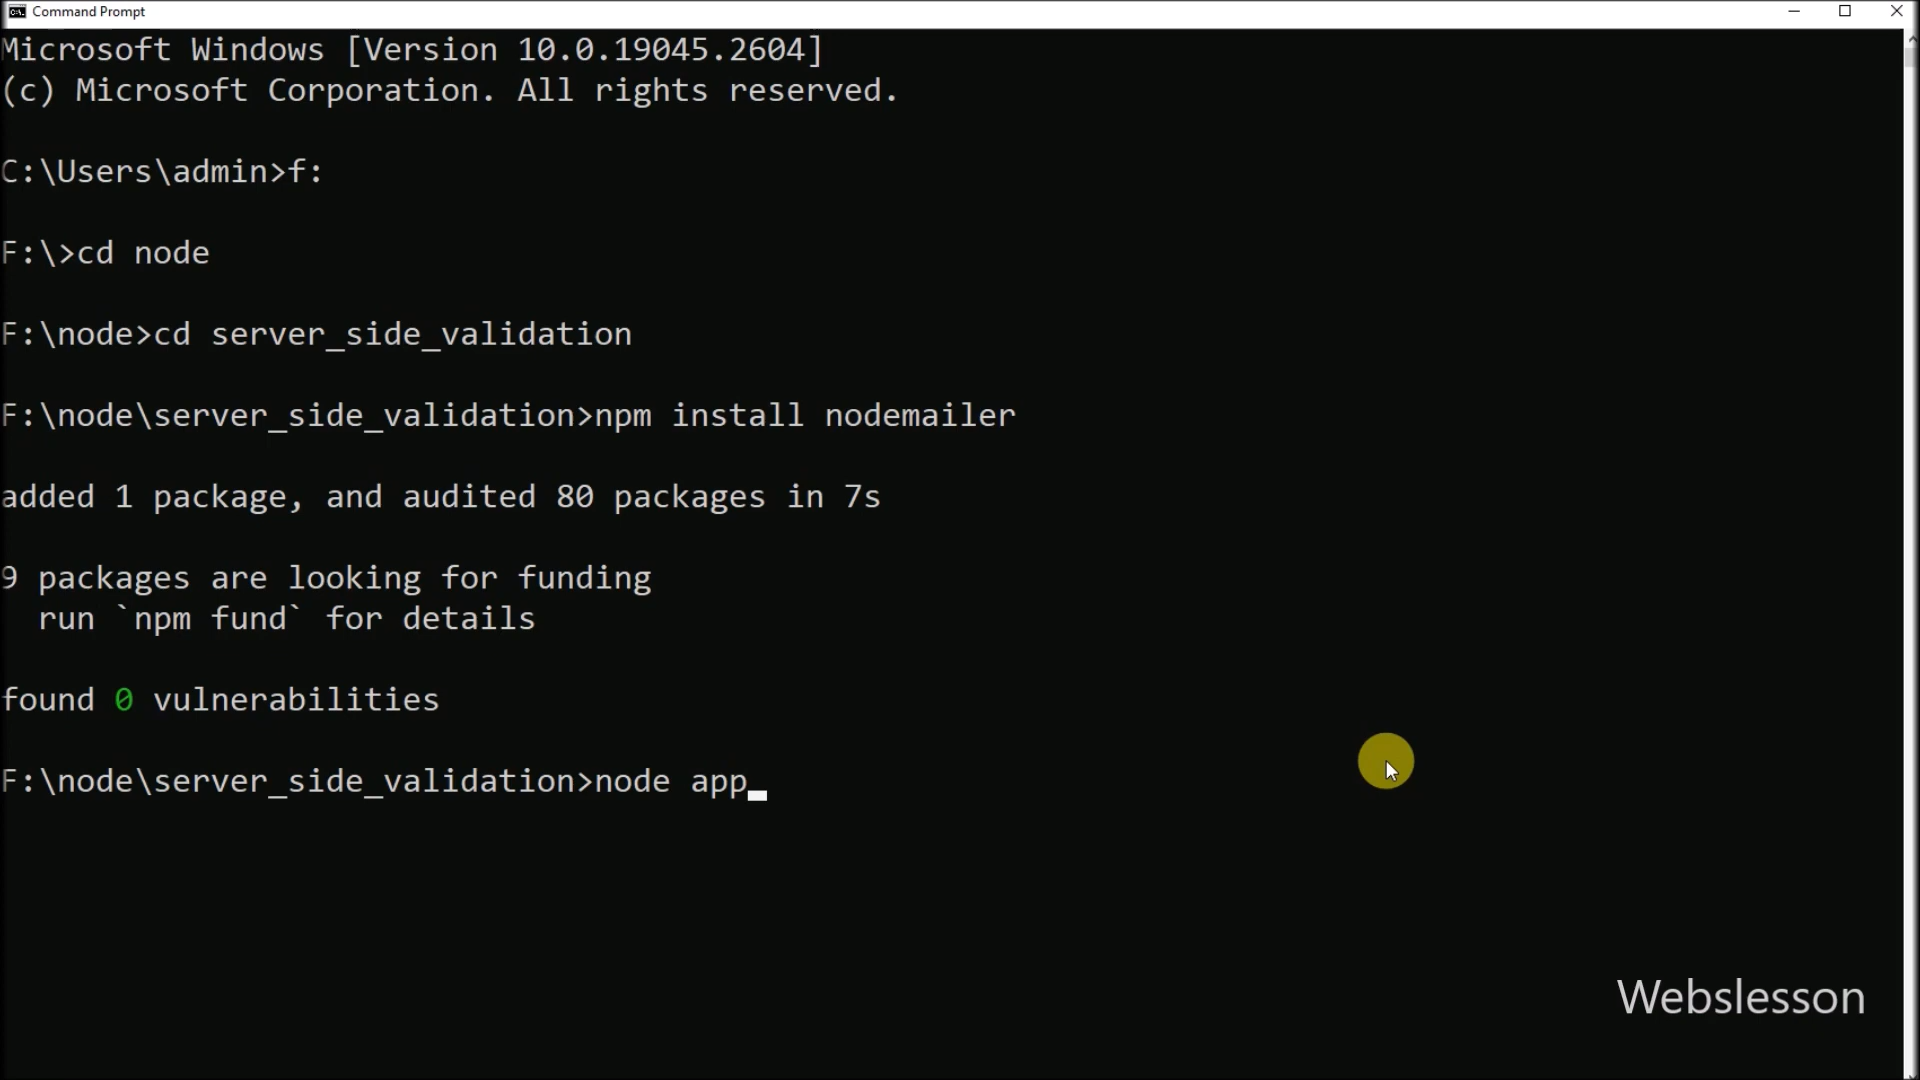 Command Prompt
Microsoft Windows [Version 10.0.19045.2604]
(c) Microsoft Corporation. All rights reserved.
C:\Users\admin>f:
F:\>cd node
F:\node>cd server_side_validation
F:\node\server_side_validation>npm install nodemailer
added 1 package, and audited 80 packages in 7s
9 packages are looking for funding
  run `npm fund` for details
found 0 vulnerabilities
F:\node\server_side_validation>node app
Webslesson